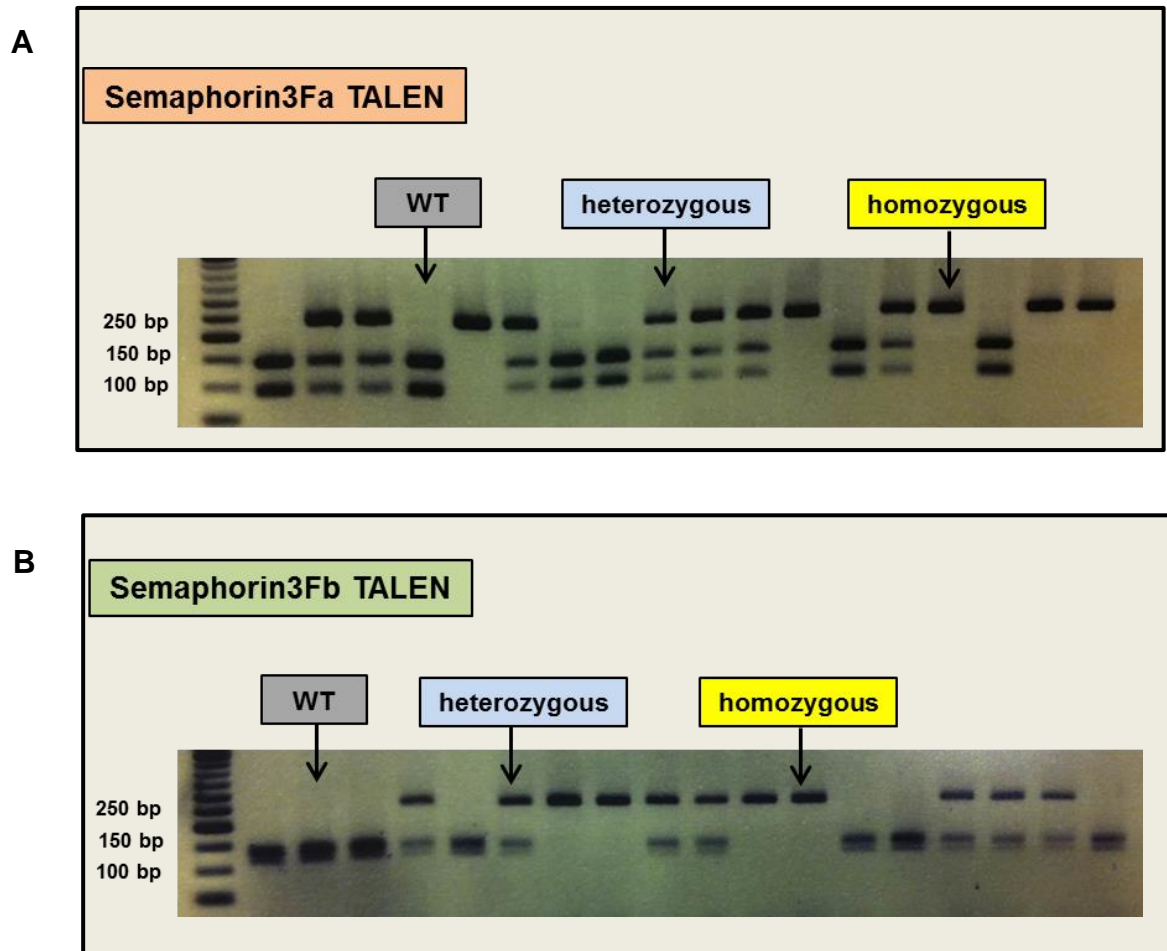 A
Semaphorin3Fa TALEN
WT
heterozygous
homozygous
250 bp
150 bp
100 bp
B
Semaphorin3Fb TALEN
WT
heterozygous
homozygous
250 bp
150 bp
100 bp